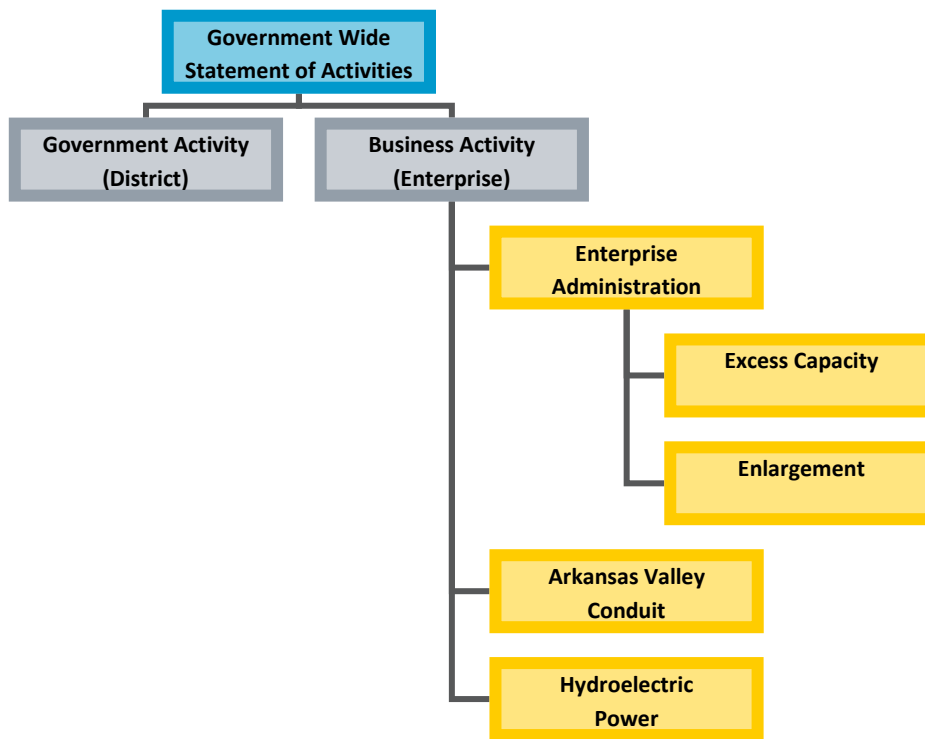 Government Wide
Statement of Activities
Government Activity
(District)
Business Activity
(Enterprise)
Enterprise
Administration
Excess Capacity
Enlargement
Arkansas Valley
Conduit
Hydroelectric
Power